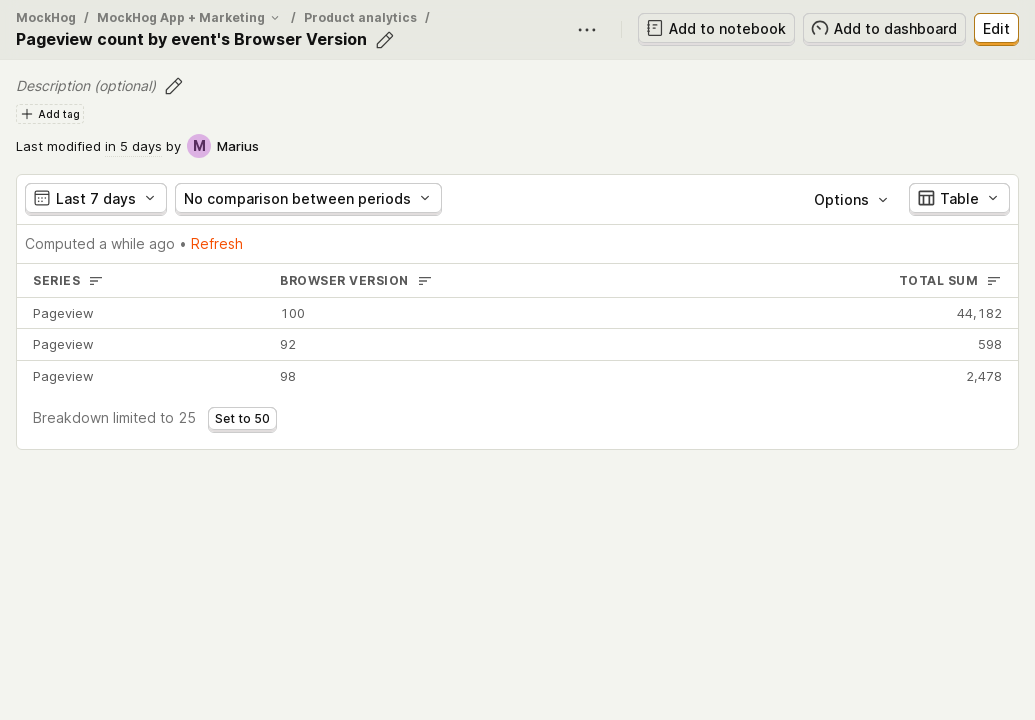 MockHog / MockHog App + Marketing / Product analytics /
Pageview count by event's Browser Version
Add to notebook
Add to dashboard
Edit
Description (optional)
Add tag
Last modified in 5 days by M Marius
Last 7 days
No comparison between periods
Options
Table
Computed a while ago • Refresh
SERIES BROWSER VERSION TOTAL SUM
Pageview 100 44,182
Pageview 92 598
Pageview 98 2,478
Breakdown limited to 25 Set to 50